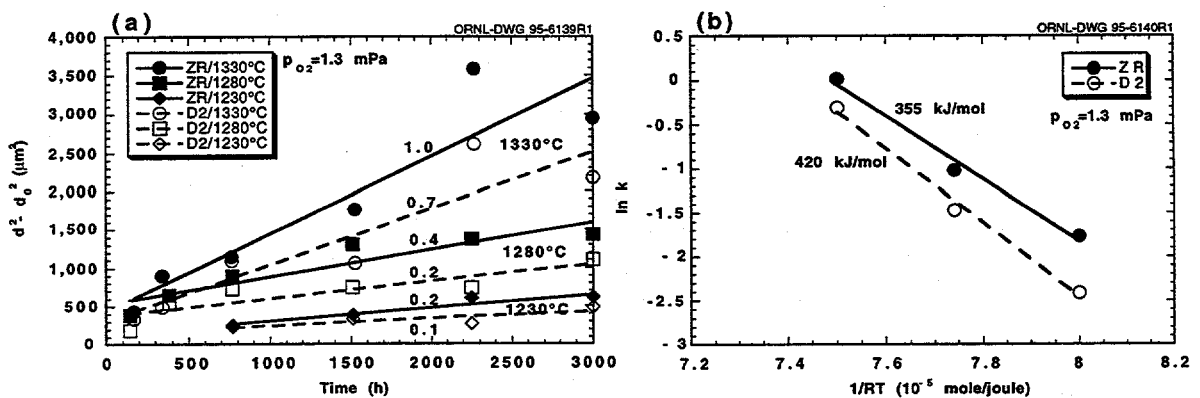 (a)
ORNL-DWG 95-6139R1
4,000
3,500
3,000
2,500
2,000
1,500
1,000
500
0
d²- d₀² (µm²)
ZR/1330°C
ZR/1280°C
ZR/1230°C
D2/1330°C
D2/1280°C
D2/1230°C
p O2=1.3 mPa
1.0
1330°C
0.7
0.4
1280°C
0.2
0.2
1230°C
0.1
0 500 1000 1500 2000 2500 3000
Time (h)
(b)
ORNL-DWG 95-6140R1
0.5
0
-0.5
-1
-1.5
-2
-2.5
-3
ln k
ZR
D2
p O2=1.3 mPa
355 kJ/mol
420 kJ/mol
7.2 7.4 7.6 7.8 8 8.2
1/RT (10⁻⁵ mole/joule)